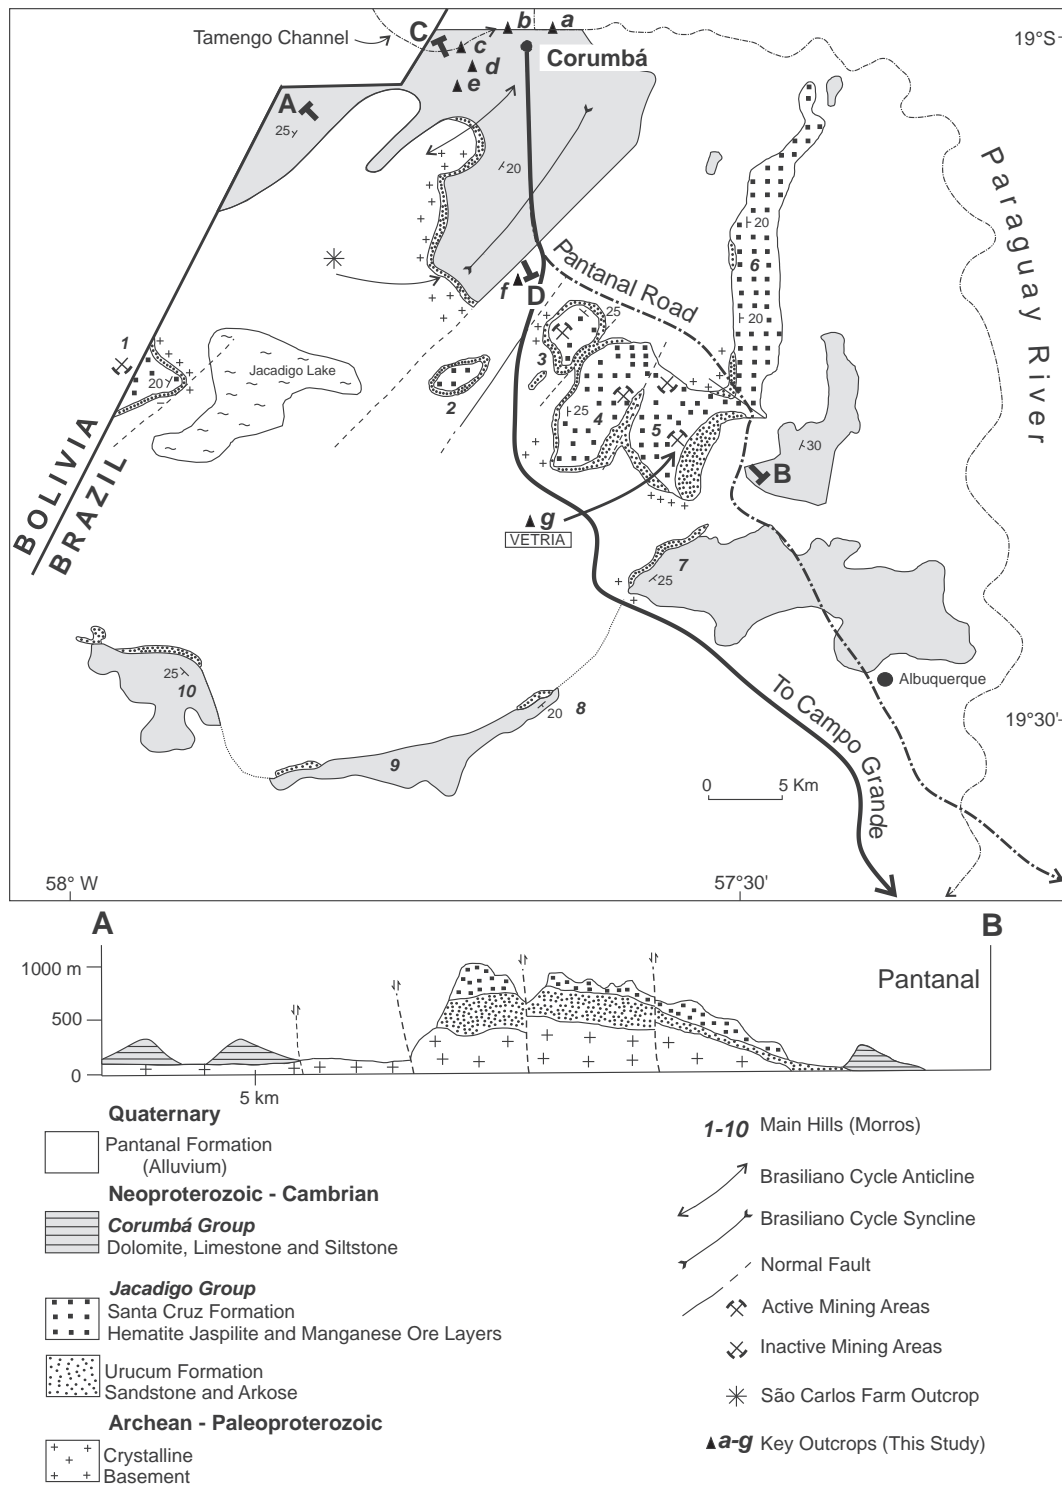 Tamengo Channel
C
b
a
c
d
e
Corumbá
19°S
A
25
20
Paraguay River
Pantanal Road
20
6
20
f
D
25
3
1
20
Jacadigo Lake
2
25
4
5
30
B
BOLIVIA
BRAZIL
g
VETRIA
7
25
25
10
20
8
9
Albuquerque
To Campo Grande
19°30'
0
5 Km
58° W
57°30'
A
B
1000 m
500
0
5 km
Pantanal
Quaternary
Pantanal Formation
(Alluvium)
Neoproterozoic - Cambrian
Corumbá Group
Dolomite, Limestone and Siltstone
Jacadigo Group
Santa Cruz Formation
Hematite Jaspilite and Manganese Ore Layers
Urucum Formation
Sandstone and Arkose
Archean - Paleoproterozoic
Crystalline
Basement
1-10 Main Hills (Morros)
Brasiliano Cycle Anticline
Brasiliano Cycle Syncline
Normal Fault
Active Mining Areas
Inactive Mining Areas
São Carlos Farm Outcrop
a-g Key Outcrops (This Study)